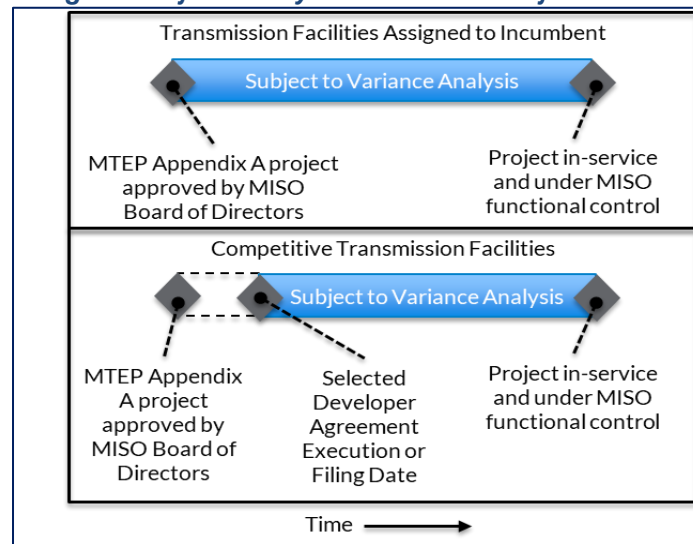 Transmission Facilities Assigned to Incumbent
Subject to Variance Analysis
MTEP Appendix A project
approved by MISO
Board of Directors
Project in-service
and under MISO
functional control
Competitive Transmission Facilities
Subject to Variance Analysis
MTEP Appendix
A project
approved by
MISO Board of
Directors
Selected
Developer
Agreement
Execution or
Filing Date
Project in-service
and under MISO
functional control
Time